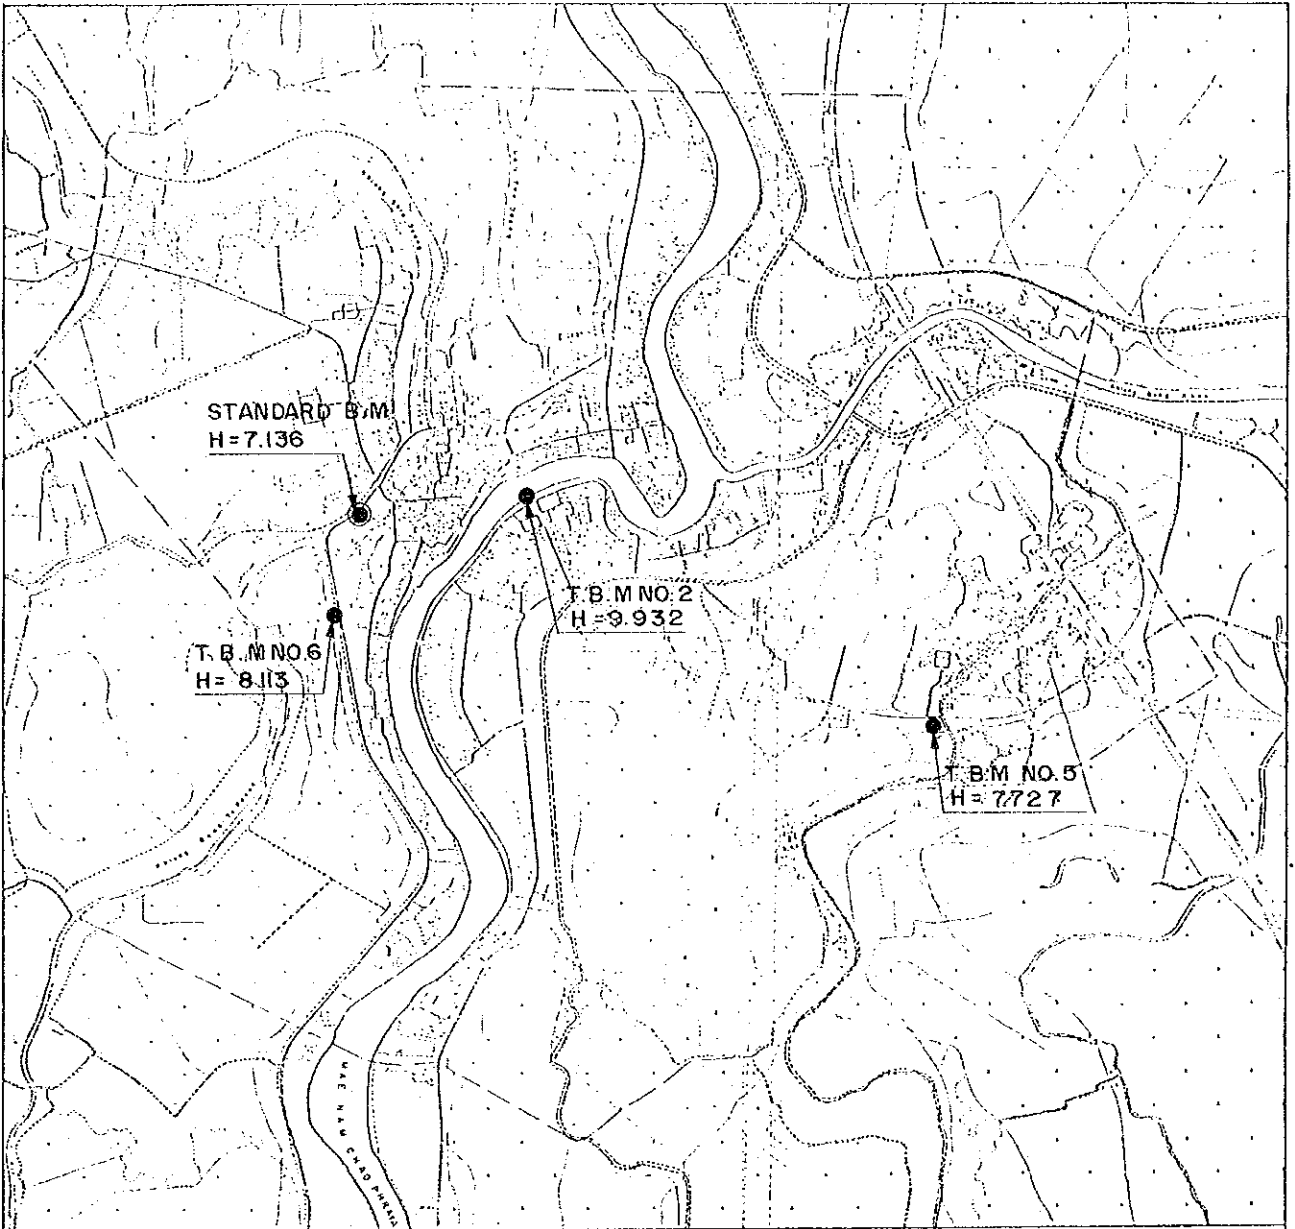 STANDARD B.M
H=7.136
T.B.M NO.2
H=9.932
T.B.M NO.6
H=8.113
T.B.M NO.5
H=7.727
MAE NAM CHAO PHRAYA